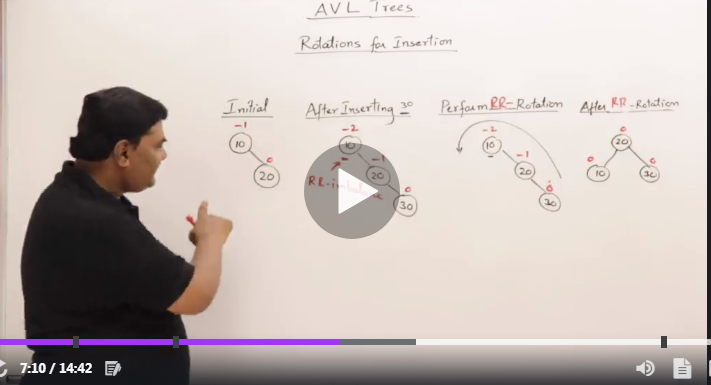 AVL Trees
Rotations for Insertion
Initial
After Inserting 30
Perform RR-Rotation
After RR-Rotation
-1
10
0
20
-2
10
-1
20
0
30
RR-
-2
10
-1
20
0
30
0
20
0
10
0
30
7:10 / 14:42